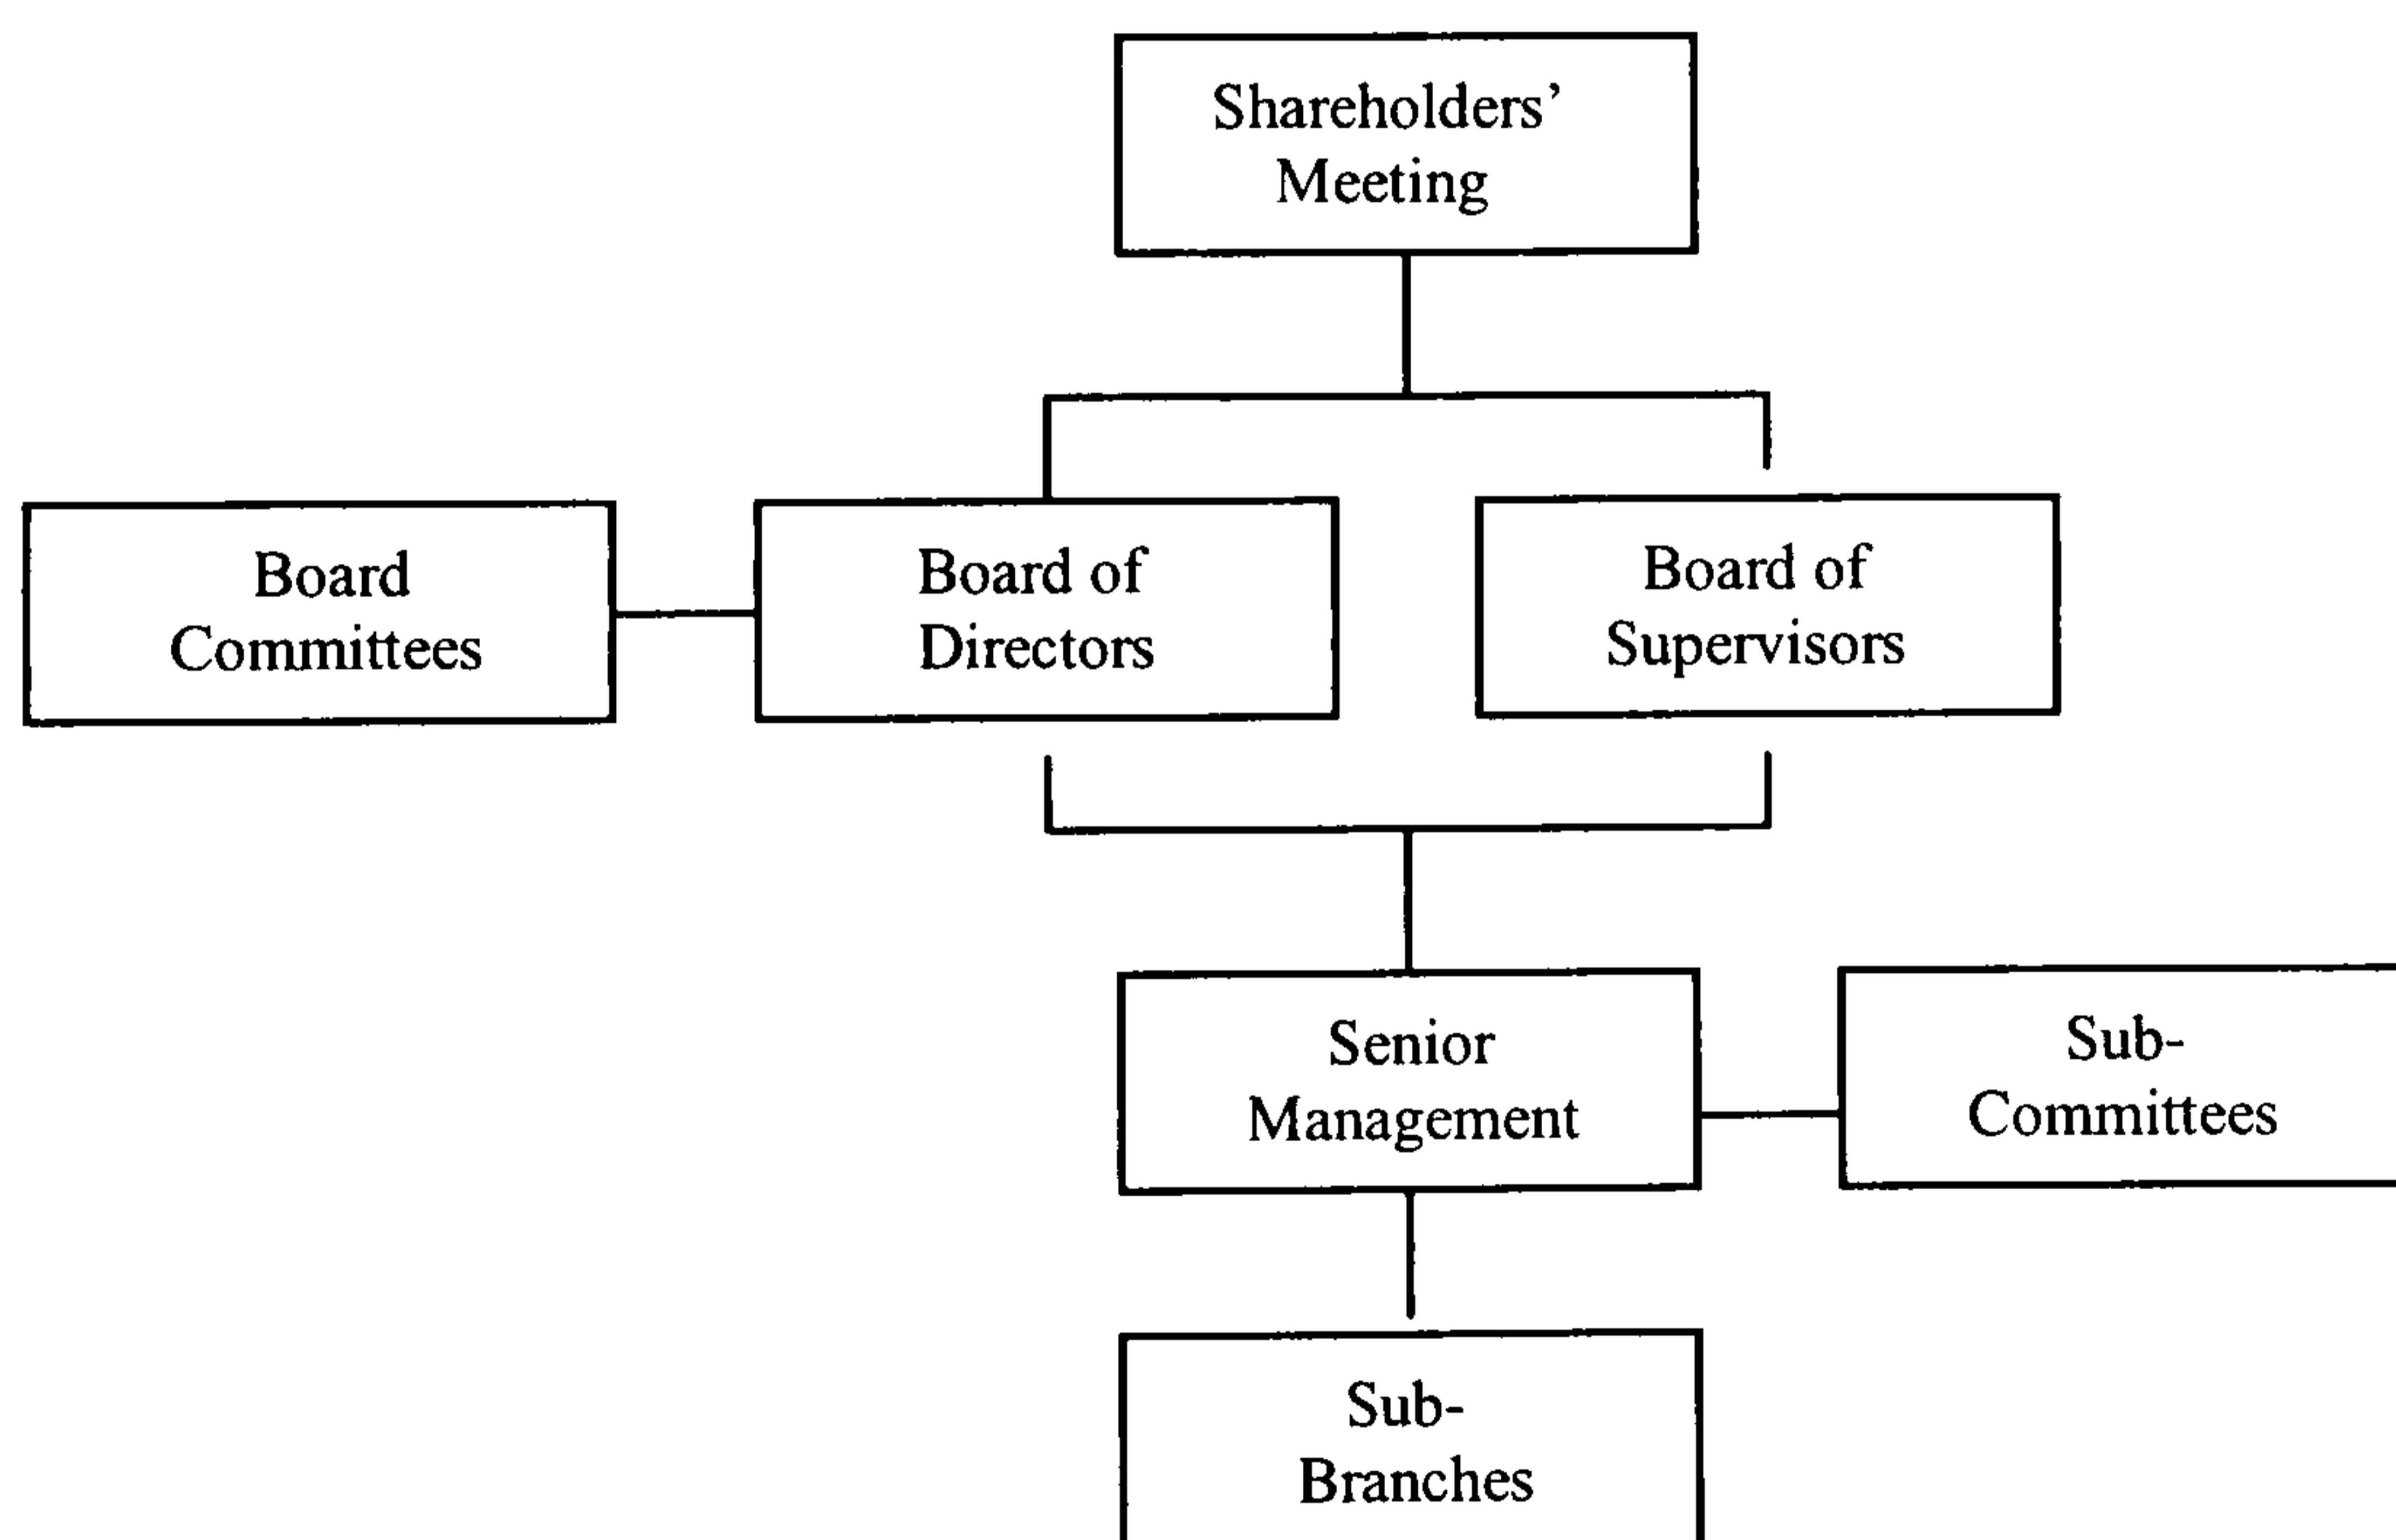 Shareholders’
Meeting
Board
Committees
Board of
Directors
Board of
Supervisors
Senior
Management
Sub-
Committees
Sub-
Branches